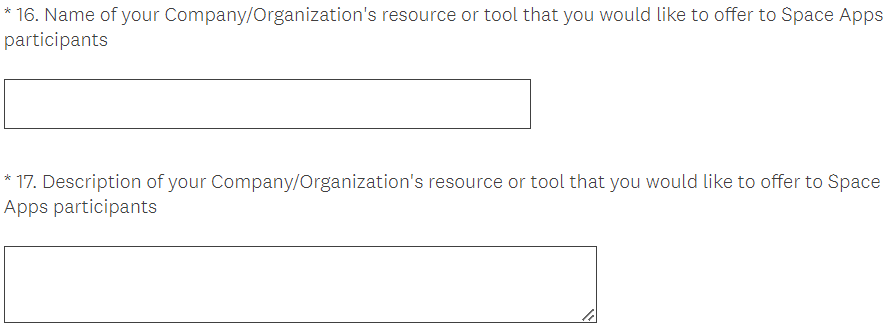 * 16. Name of your Company/Organization's resource or tool that you would like to offer to Space Apps
participants
* 17. Description of your Company/Organization's resource or tool that you would like to offer to Space
Apps participants